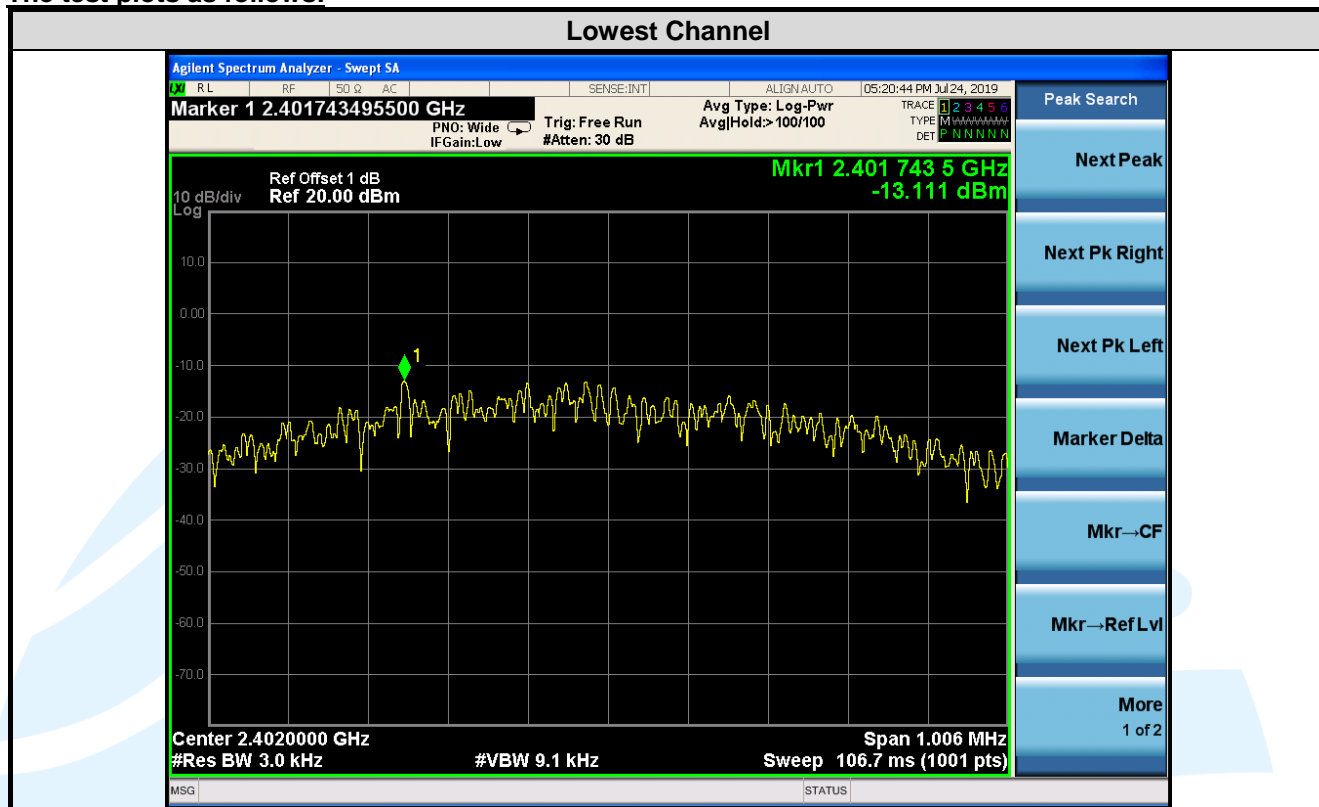 The test plots as follows:
Lowest Channel
Agilent Spectrum Analyzer - Swept SA
LXI RL RF 50 Ω AC SENSE:INT ALIGN AUTO 05:20:44 PM Jul 24, 2019
Marker 1 2.401743495500 GHz
PNO: Wide
IFGain:Low
Trig: Free Run
#Atten: 30 dB
Avg Type: Log-Pwr
Avg|Hold:>100/100
TRACE 1 2 3 4 5 6
TYPE M WWWWW
DET P N N N N N
Peak Search
Mkr1 2.401 743 5 GHz
-13.111 dBm
Ref Offset 1 dB
10 dB/div Ref 20.00 dBm
Log
10.0
0.00
-10.0
-20.0
-30.0
-40.0
-50.0
-60.0
-70.0
1
Center 2.4020000 GHz
Span 1.006 MHz
#Res BW 3.0 kHz
#VBW 9.1 kHz
Sweep 106.7 ms (1001 pts)
Next Peak
Next Pk Right
Next Pk Left
Marker Delta
Mkr→CF
Mkr→Ref Lvl
More
1 of 2
MSG
STATUS